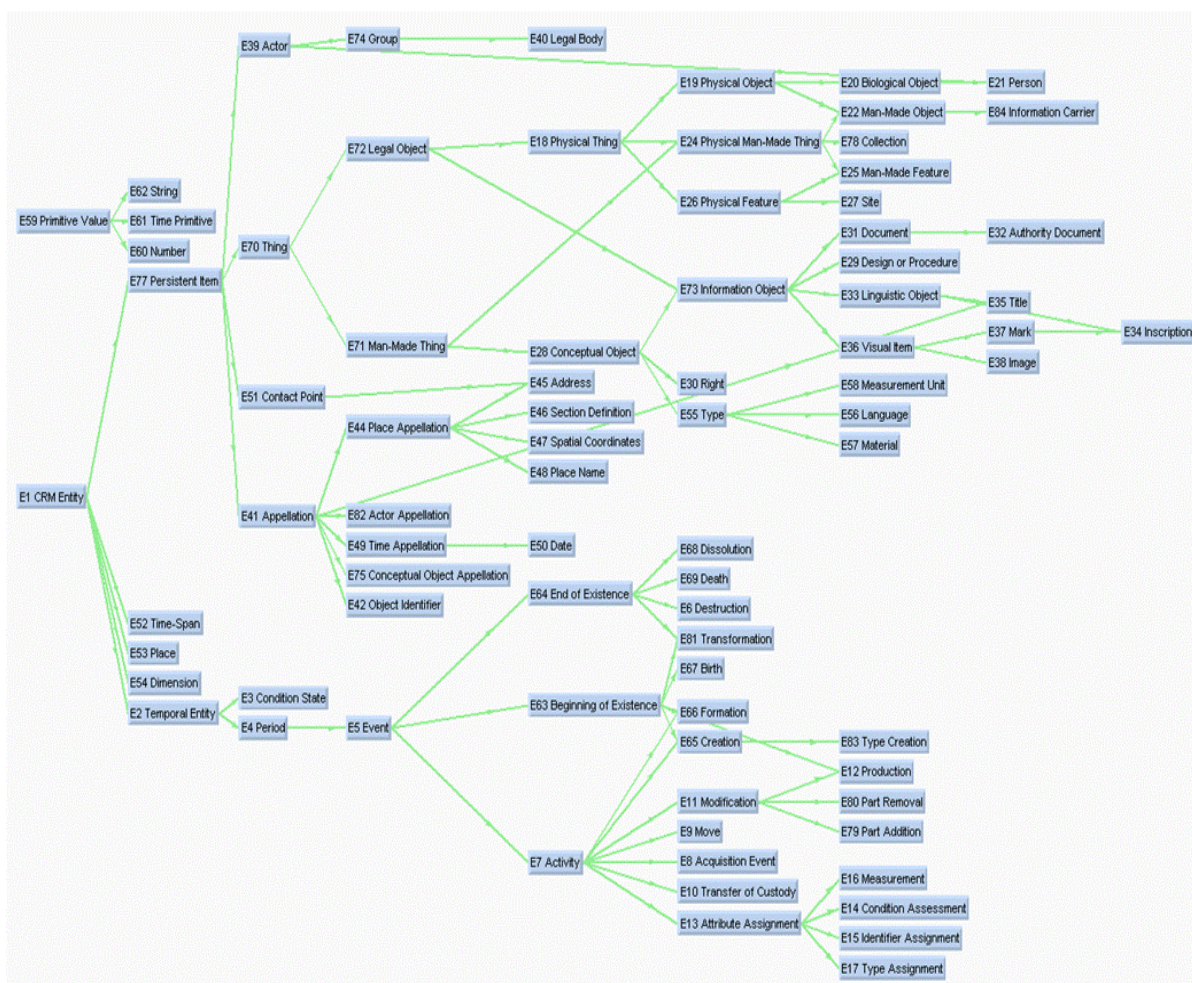 E39 Actor
E74 Group
E40 Legal Body
E19 Physical Object
E20 Biological Object
E21 Person
E22 Man-Made Object
E84 Information Carrier
E72 Legal Object
E18 Physical Thing
E24 Physical Man-Made Thing
E78 Collection
E25 Man-Made Feature
E62 String
E26 Physical Feature
E27 Site
E59 Primitive Value
E61 Time Primitive
E31 Document
E32 Authority Document
E60 Number
E70 Thing
E29 Design or Procedure
E77 Persistent Item
E73 Information Object
E33 Linguistic Object
E35 Title
E37 Mark
E34 Inscription
E71 Man-Made Thing
E28 Conceptual Object
E36 Visual Item
E38 Image
E45 Address
E30 Right
E58 Measurement Unit
E51 Contact Point
E46 Section Definition
E55 Type
E56 Language
E44 Place Appellation
E47 Spatial Coordinates
E57 Material
E48 Place Name
E1 CRM Entity
E41 Appellation
E82 Actor Appellation
E49 Time Appellation
E50 Date
E68 Dissolution
E75 Conceptual Object Appellation
E69 Death
E64 End of Existence
E42 Object Identifier
E6 Destruction
E52 Time-Span
E81 Transformation
E53 Place
E67 Birth
E54 Dimension
E3 Condition State
E63 Beginning of Existence
E66 Formation
E2 Temporal Entity
E4 Period
E5 Event
E65 Creation
E83 Type Creation
E12 Production
E11 Modification
E80 Part Removal
E9 Move
E79 Part Addition
E7 Activity
E8 Acquisition Event
E16 Measurement
E10 Transfer of Custody
E14 Condition Assessment
E13 Attribute Assignment
E15 Identifier Assignment
E17 Type Assignment